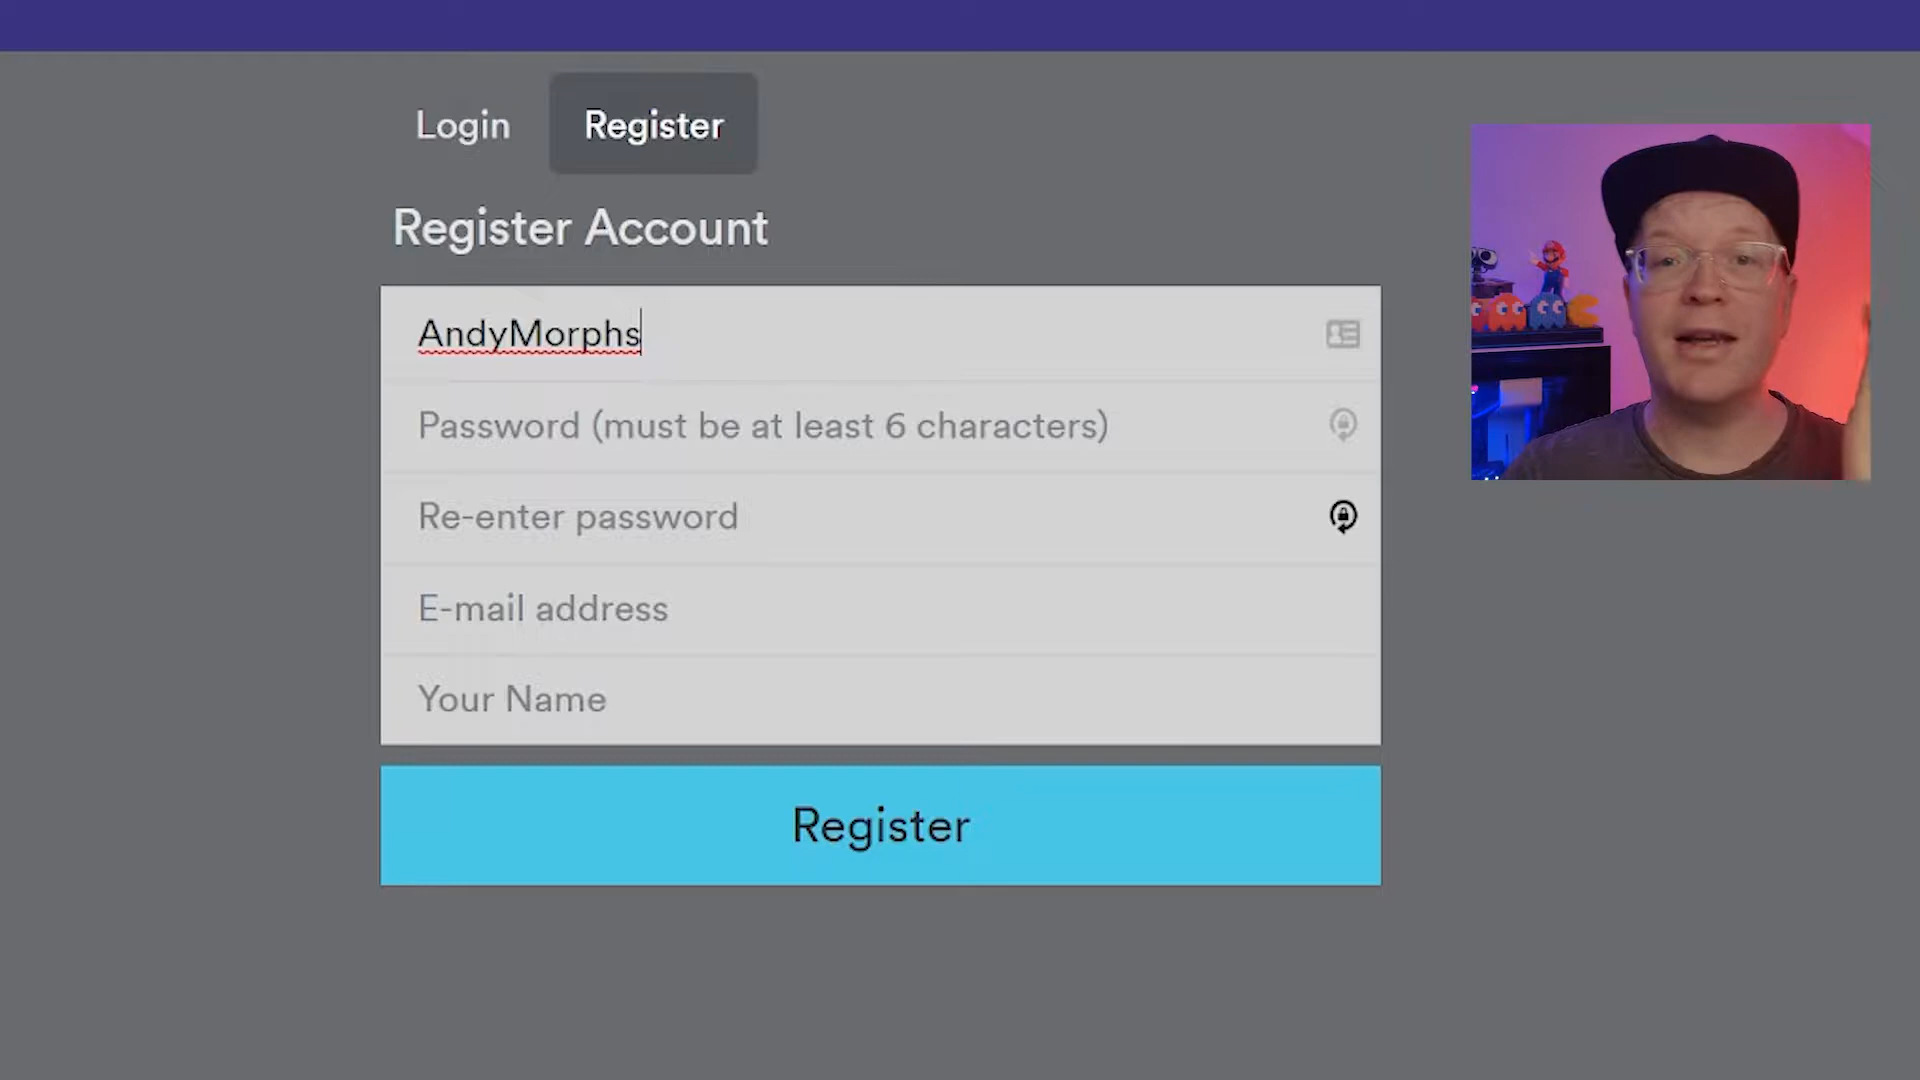 Login
Register
Register Account
AndyMorphs
Password (must be at least 6 characters)
Re-enter password
E-mail address
Your Name
Register